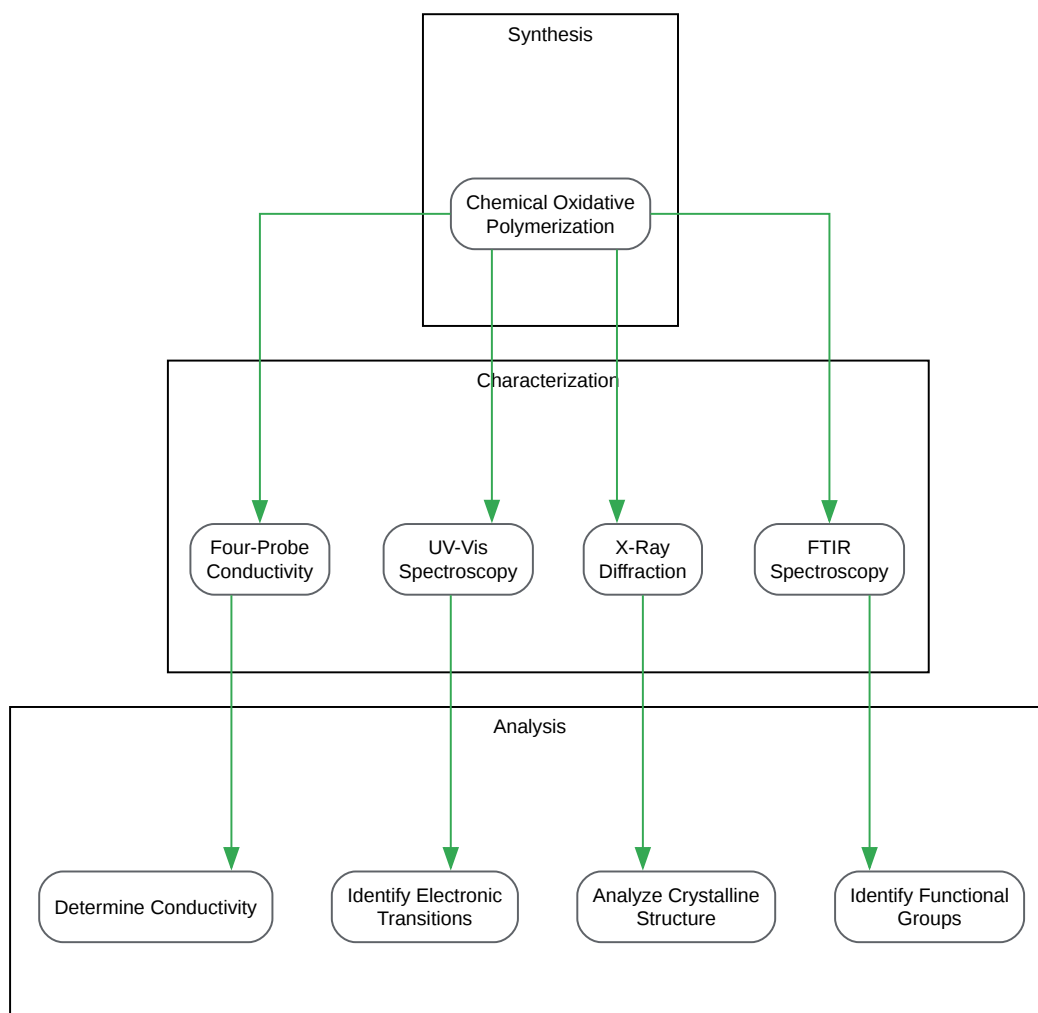 Synthesis
Chemical Oxidative
Polymerization
Characterization
Four-Probe
Conductivity
UV-Vis
Spectroscopy
X-Ray
Diffraction
FTIR
Spectroscopy
Analysis
Determine Conductivity
Identify Electronic
Transitions
Analyze Crystalline
Structure
Identify Functional
Groups